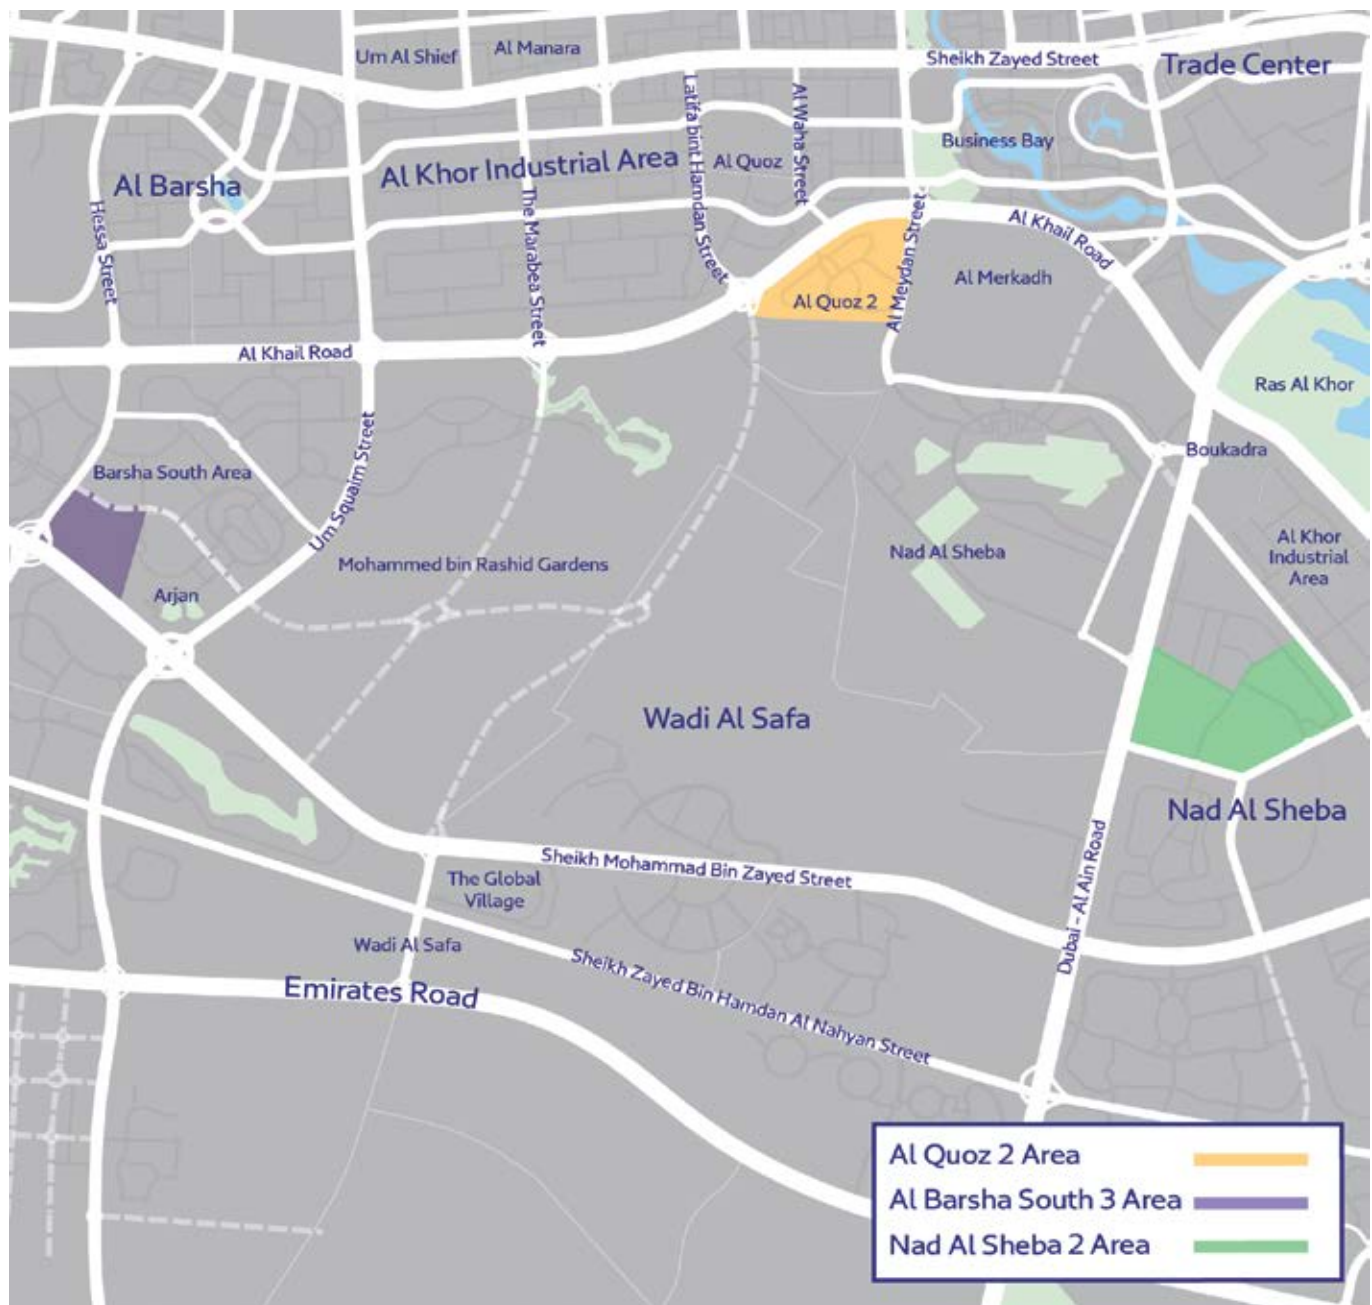 Um Al Shief
Al Manara
Sheikh Zayed Street
Trade Center
Latifa bint Hamdan Street
Al Waha Street
Business Bay
Al Khor Industrial Area
Al Quoz
Al Barsha
Hessa Street
The Marabea Street
Al Khail Road
Al Meydan Street
Al Merkadh
Al Quoz 2
Al Khail Road
Ras Al Khor
Um Squaim Street
Boukadra
Barsha South Area
Al Khor
Industrial
Area
Nad Al Sheba
Mohammed bin Rashid Gardens
Arjan
Wadi Al Safa
Nad Al Sheba
Sheikh Mohammad Bin Zayed Street
Dubai - Al Ain Road
The Global
Village
Wadi Al Safa
Sheikh Zayed Bin Hamdan Al Nahyan Street
Emirates Road
Al Quoz 2 Area
Al Barsha South 3 Area
Nad Al Sheba 2 Area